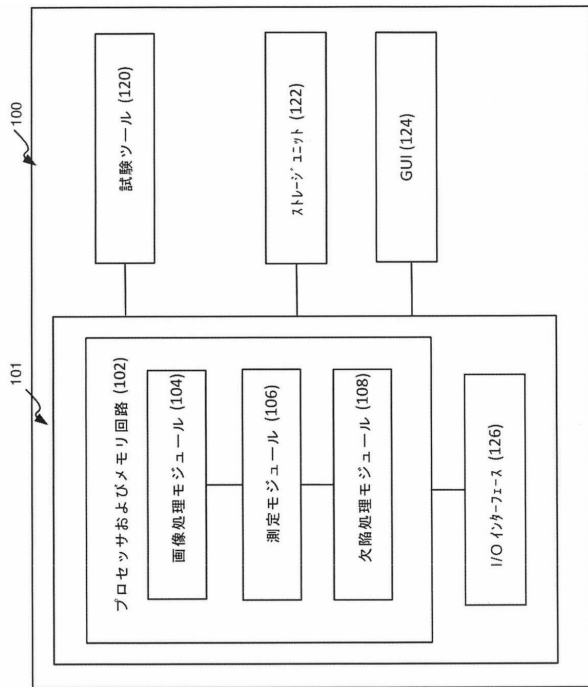 100
101
プロセッサおよびメモリ回路 (102)
画像処理モジュール (104)
測定モジュール (106)
欠陥処理モジュール (108)
I/O インターフェース (126)
試験ツール (120)
ストレージユニット (122)
GUI (124)